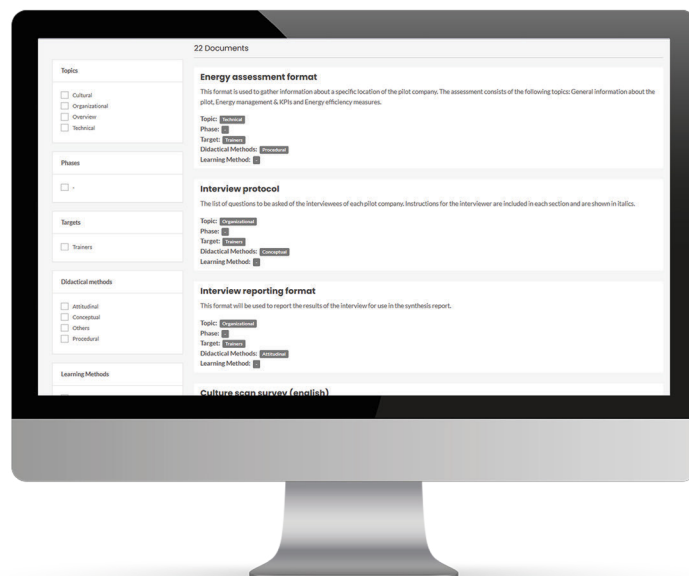 22 Documents
Topics
Cultural
Organizational
Overview
Technical
Phases
-
Targets
Trainers
Didactical methods
Attitudinal
Conceptual
Others
Procedural
Learning Methods
Energy assessment format
This format is used to gather information about a specific location of the pilot company. The assessment consists of the following topics: General information about the
pilot, Energy management & KPIs and Energy efficiency measures.
Topic: Technical
Phase: -
Target: Trainers
Didactical Methods: Procedural
Learning Method: -
Interview protocol
The list of questions to be asked of the interviewees of each pilot company. Instructions for the interviewer are included in each section and are shown in italics.
Topic: Organizational
Phase: -
Target: Trainers
Didactical Methods: Conceptual
Learning Method: -
Interview reporting format
This format will be used to report the results of the interview for use in the synthesis report.
Topic: Organizational
Phase: -
Target: Trainers
Didactical Methods: Attitudinal
Learning Method: -
Culture scan survey (english)